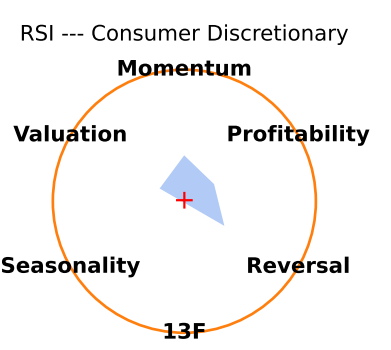 RSI --- Consumer Discretionary
Momentum
Valuation
Profitability
Seasonality
Reversal
13F